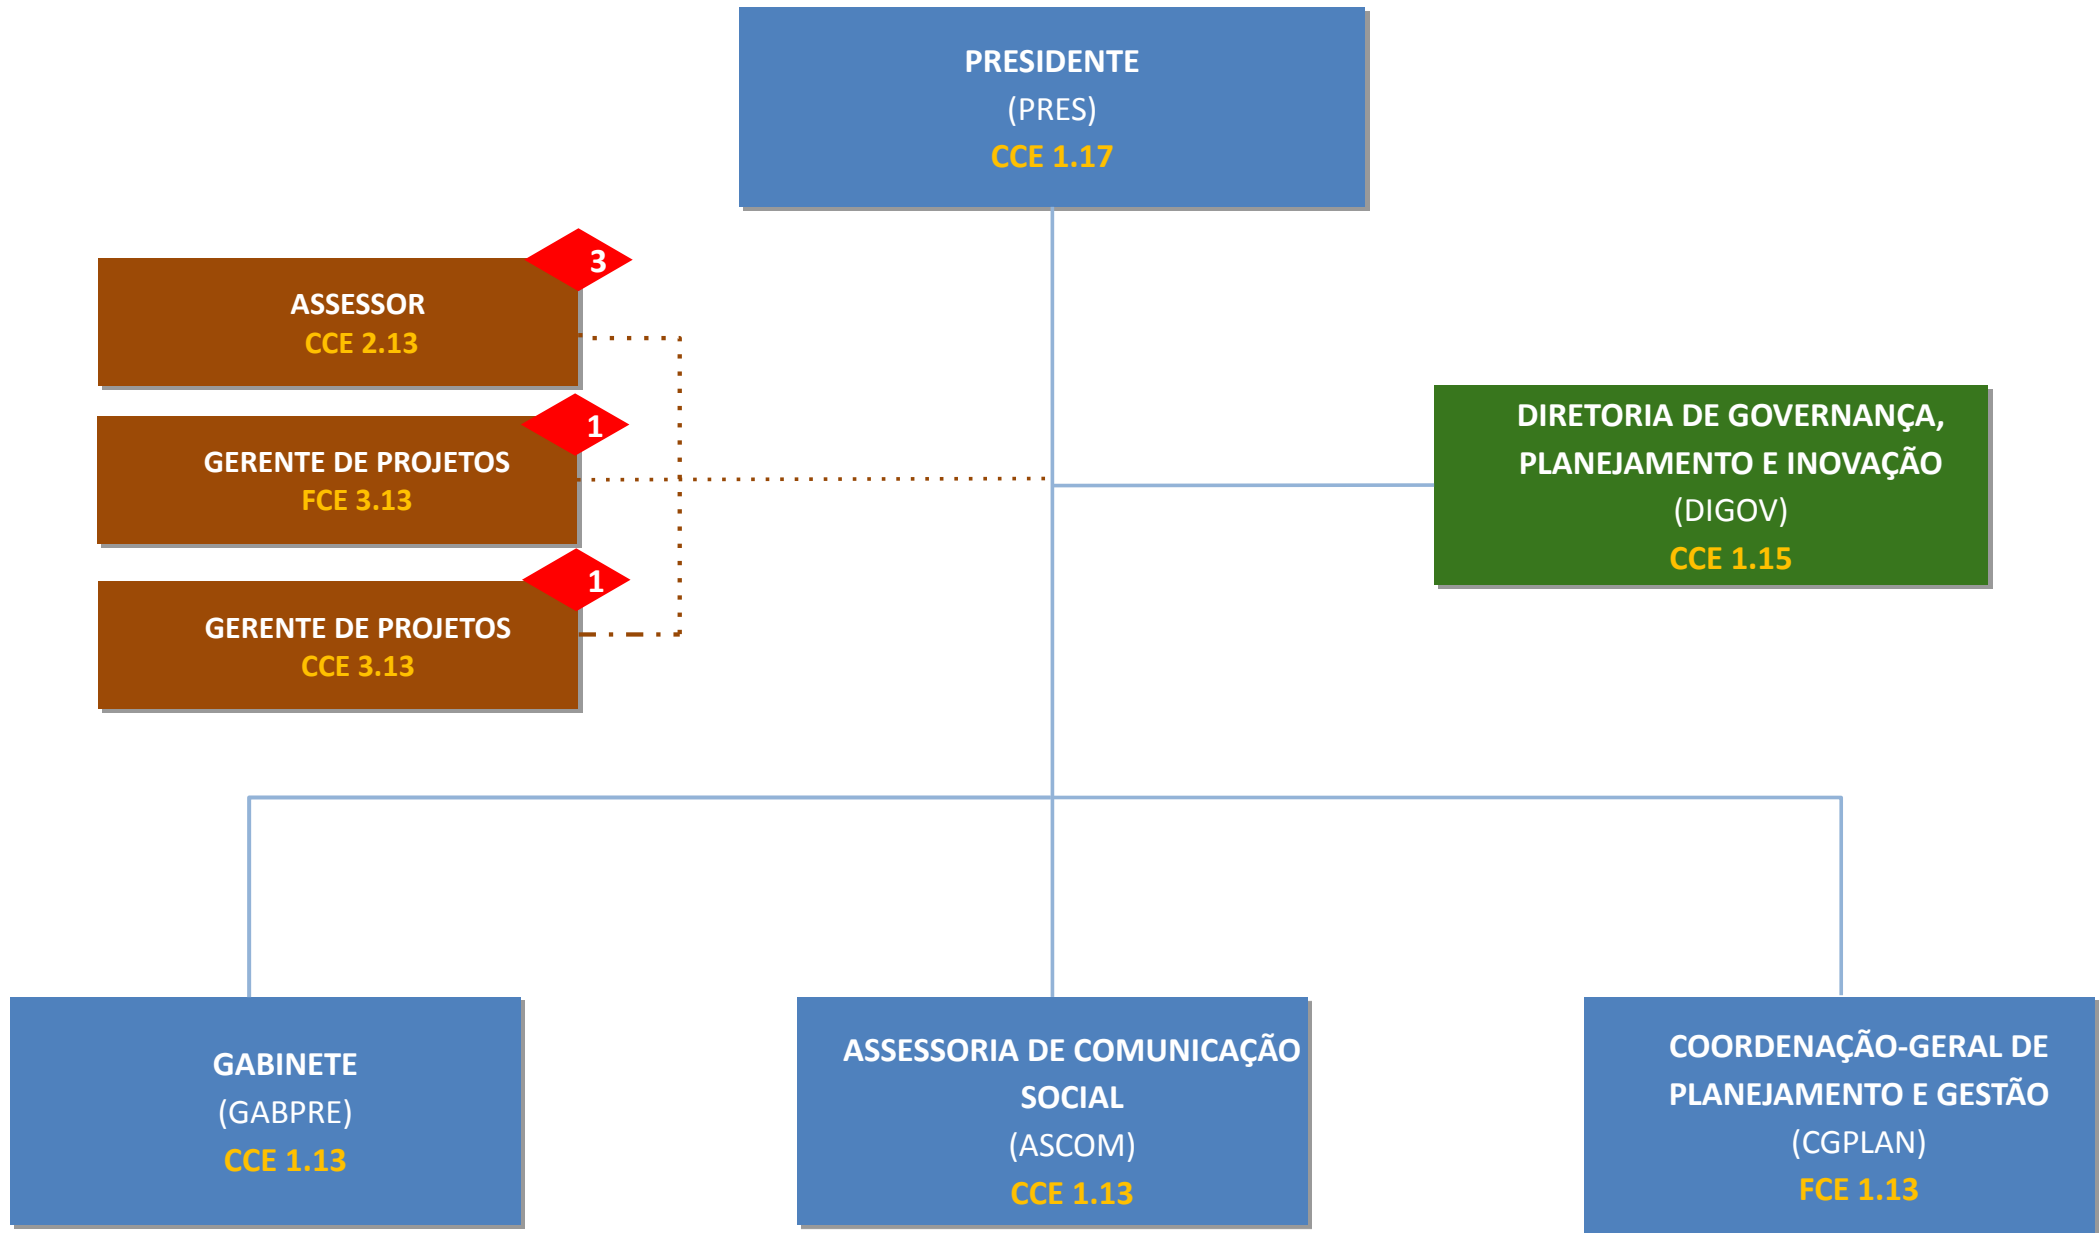 PRESIDENTE
(PRES)
CCE 1.17
3
ASSESSOR
CCE 2.13
1
GERENTE DE PROJETOS
FCE 3.13
1
GERENTE DE PROJETOS
CCE 3.13
DIRETORIA DE GOVERNANÇA,
PLANEJAMENTO E INOVAÇÃO
(DIGOV)
CCE 1.15
GABINETE
(GABPRE)
CCE 1.13
ASSESSORIA DE COMUNICAÇÃO
SOCIAL
(ASCOM)
CCE 1.13
COORDENAÇÃO-GERAL DE
PLANEJAMENTO E GESTÃO
(CGPLAN)
FCE 1.13